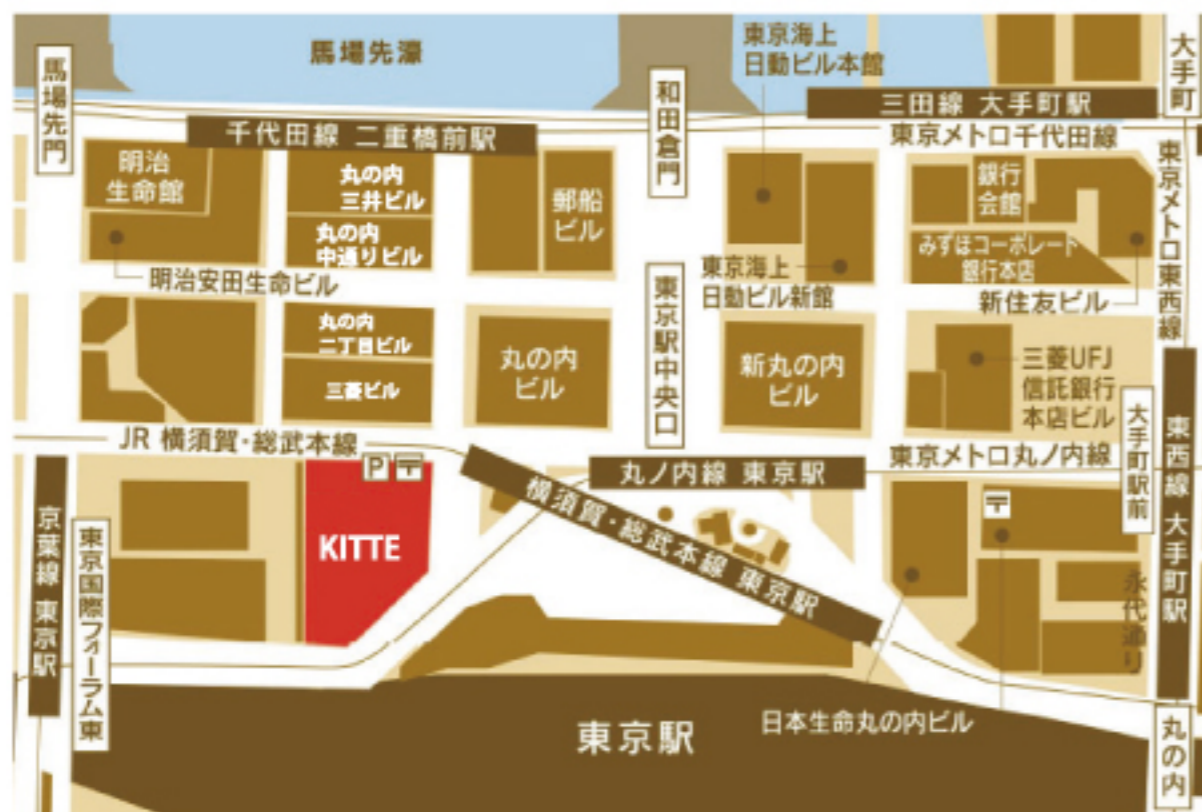 馬場先濠
東京海上
日動ビル本館
大手町
馬場先門
和田倉門
三田線 大手町駅
千代田線 二重橋前駅
東京メトロ千代田線
東京メトロ東西線
明治
生命館
丸の内
三井ビル
丸の内
中通りビル
郵船
ビル
銀行
会館
みずほコーポレート
銀行本店
明治安田生命ビル
東京海上
日動ビル新館
新住友ビル
東京駅中央口
丸の内
二丁目ビル
三菱ビル
丸の内
ビル
新丸の内
ビル
三菱UFJ
信託銀行
本店ビル
大手町駅前
東西線 大手町駅
JR 横須賀・総武本線
P
〒
丸ノ内線 東京駅
東京メトロ丸ノ内線
横須賀・総武本線 東京駅
〒
京葉線 東京駅
東京国際フォーラム東
KITTE
永代通り
日本生命丸の内ビル
東京駅
丸の内